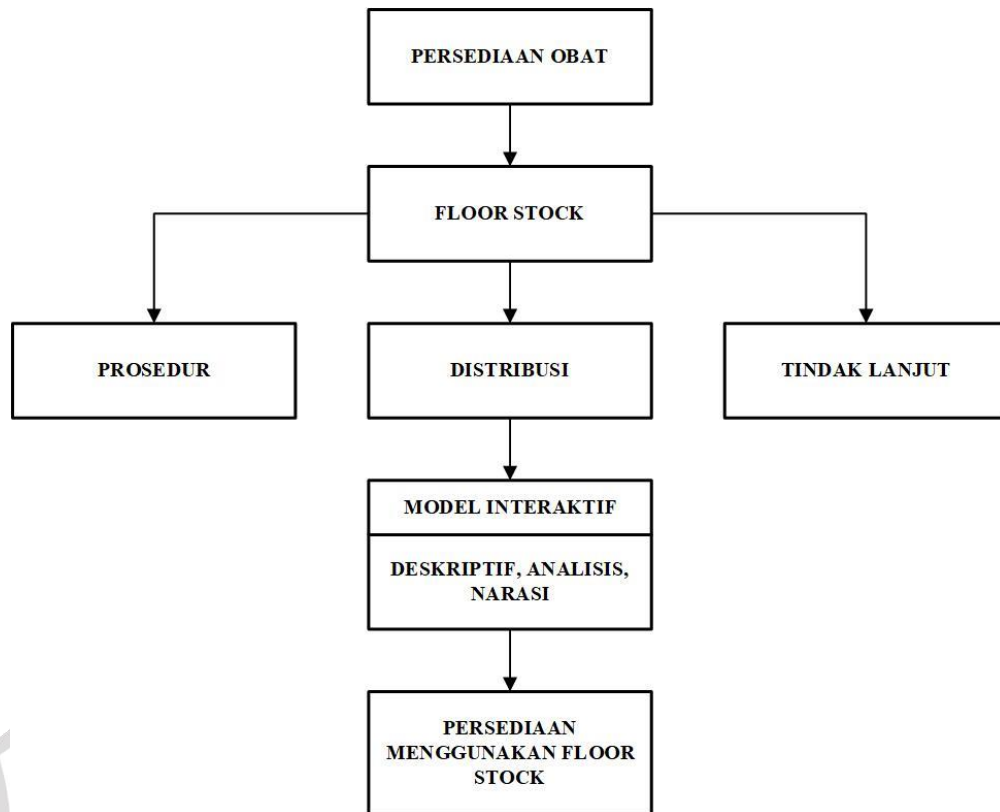 PERSEDIAAN OBAT
FLOOR STOCK
PROSEDUR
DISTRIBUSI
TINDAK LANJUT
MODEL INTERAKTIF
DESKRIPTIF, ANALISIS,
NARASI
PERSEDIAAN
MENGGUNAKAN FLOOR
STOCK